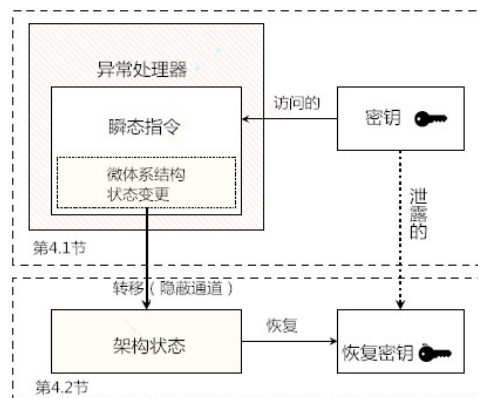 异常处理器
访问的
密钥
瞬态指令
微体系结构
状态变更
泄露的
第4.1节
转移（隐蔽通道）
架构状态
恢复
恢复密钥
第4.2节